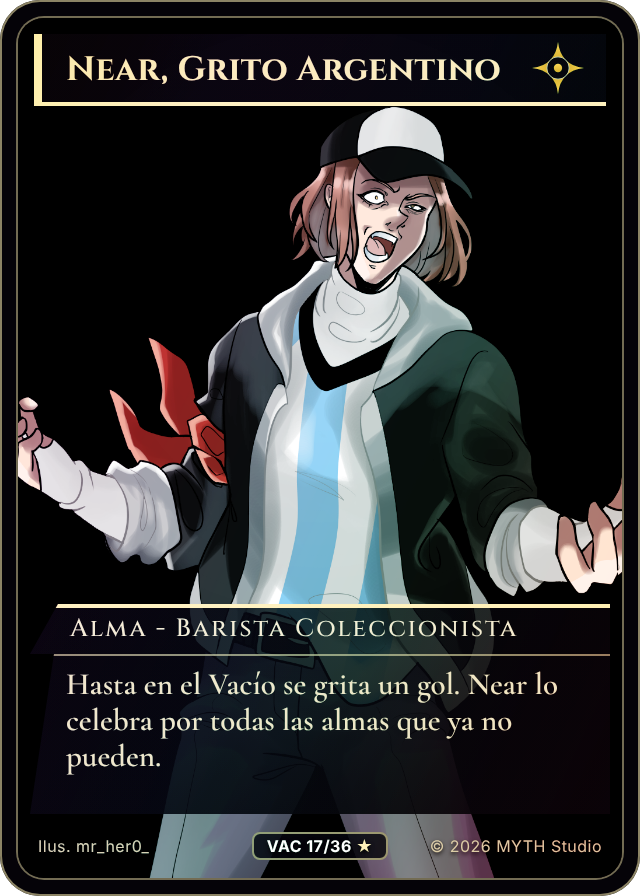 Near, Grito Argentino
Alma - Barista Coleccionista
Hasta en el Vacío se grita un gol. Near lo
celebra por todas las almas que ya no
pueden.
Ilus. mr_her0_
VAC 17/36 ★
© 2026 MYTH Studio